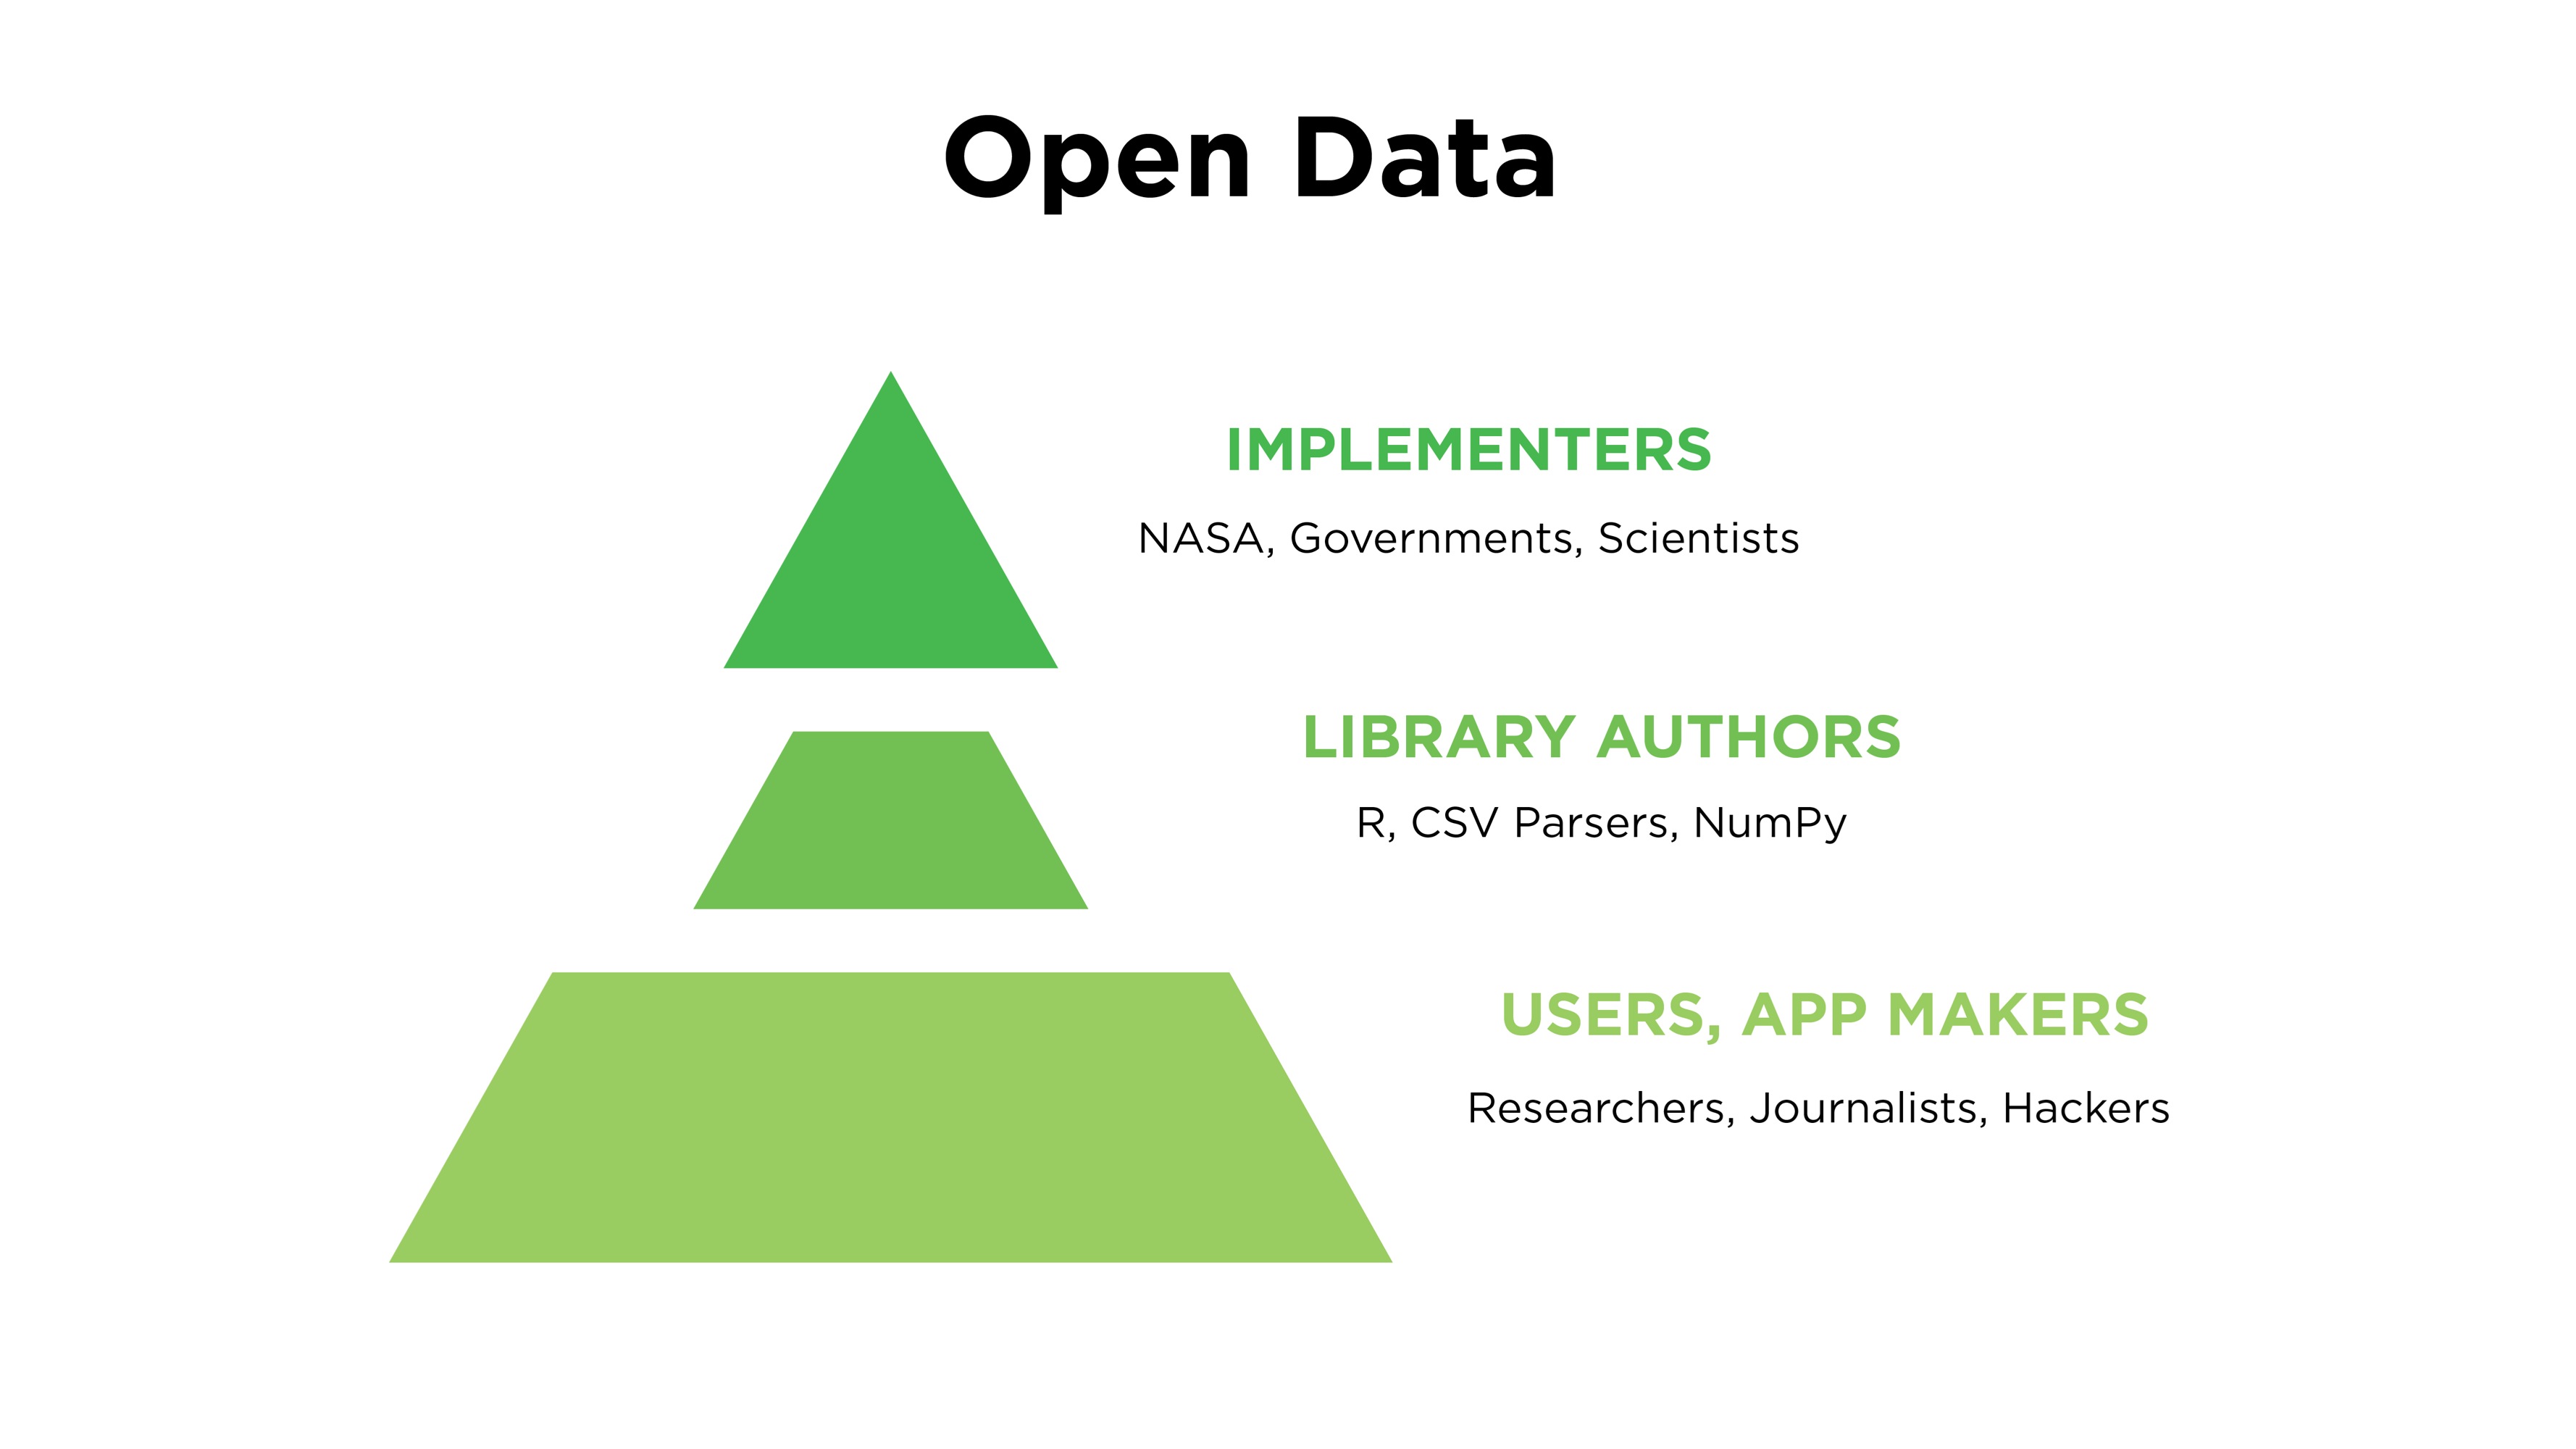 Open Data
IMPLEMENTERS
NASA, Governments, Scientists
LIBRARY AUTHORS
R, CSV Parsers, NumPy
USERS, APP MAKERS
Researchers, Journalists, Hackers